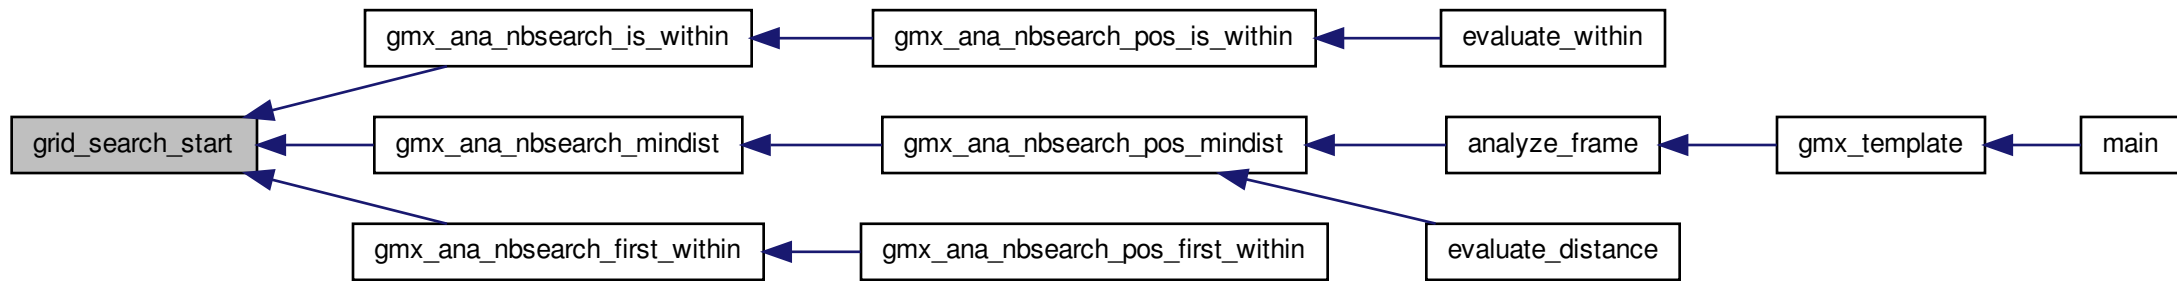 gmx_ana_nbsearch_is_within
gmx_ana_nbsearch_pos_is_within
evaluate_within
grid_search_start
gmx_ana_nbsearch_mindist
gmx_ana_nbsearch_pos_mindist
analyze_frame
gmx_template
main
gmx_ana_nbsearch_first_within
gmx_ana_nbsearch_pos_first_within
evaluate_distance